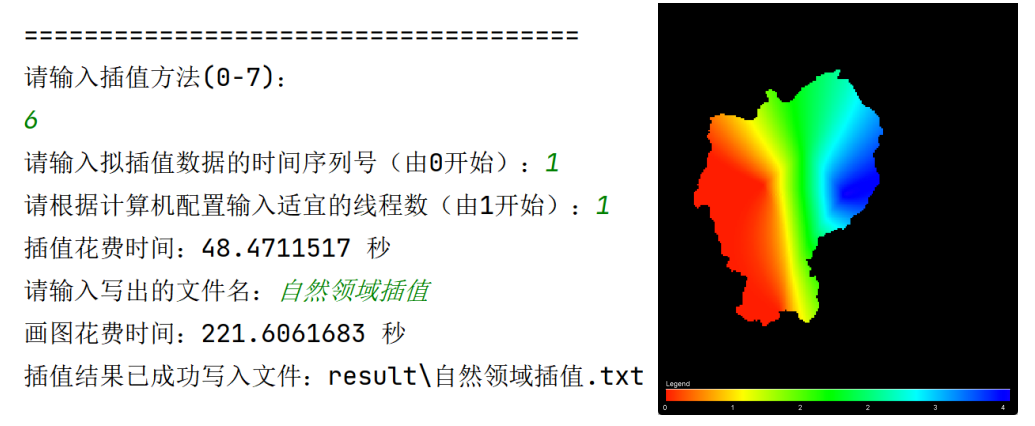 =====================================
请输入插值方法(0-7):
6
请输入拟插值数据的时间序列号（由0开始）：1
请根据计算机配置输入适宜的线程数（由1开始）：1
插值花费时间：48.4711517 秒
请输入写出的文件名：自然领域插值
画图花费时间：221.6061683 秒
插值结果已成功写入文件：result\自然领域插值.txt
Legend
0 1 2 2 3 4